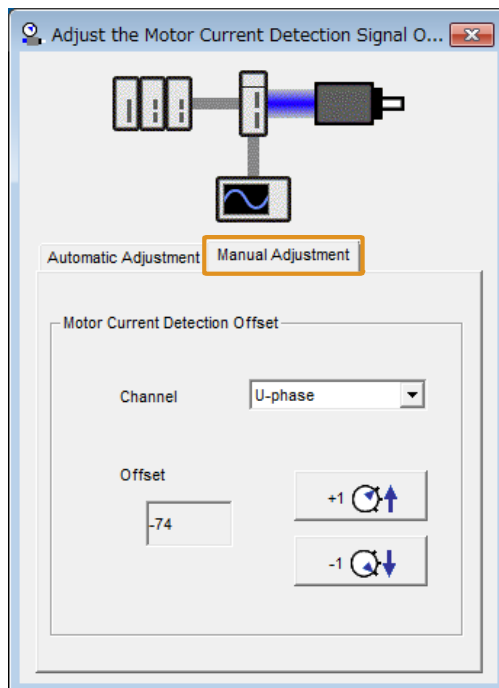 Adjust the Motor Current Detection Signal O...
Automatic Adjustment Manual Adjustment
Motor Current Detection Offset
Channel U-phase
Offset
+1
-74
-1